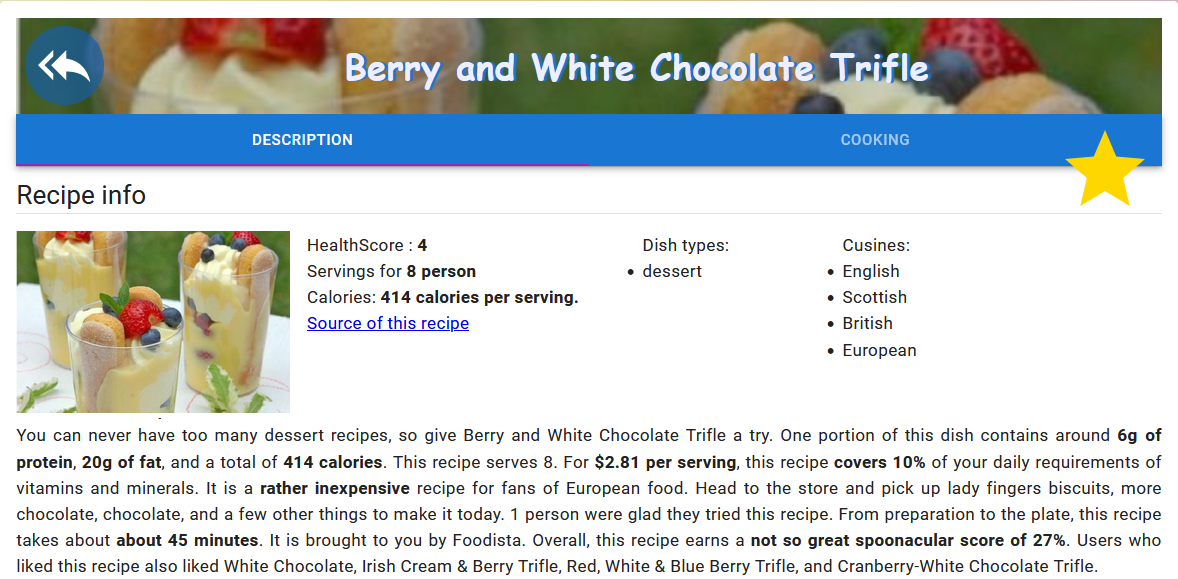 Berry and White Chocolate Trifle
DESCRIPTION
COOKING
Recipe info
HealthScore : 4
Servings for 8 person
Calories: 414 calories per serving.
Source of this recipe
Dish types:
dessert
Cusines:
English
Scottish
British
European
You can never have too many dessert recipes, so give Berry and White Chocolate Trifle a try. One portion of this dish contains around 6g of
protein, 20g of fat, and a total of 414 calories. This recipe serves 8. For $2.81 per serving, this recipe covers 10% of your daily requirements of
vitamins and minerals. It is a rather inexpensive recipe for fans of European food. Head to the store and pick up lady fingers biscuits, more
chocolate, chocolate, and a few other things to make it today. 1 person were glad they tried this recipe. From preparation to the plate, this recipe
takes about about 45 minutes. It is brought to you by Foodista. Overall, this recipe earns a not so great spoonacular score of 27%. Users who
liked this recipe also liked White Chocolate, Irish Cream & Berry Trifle, Red, White & Blue Berry Trifle, and Cranberry-White Chocolate Trifle.